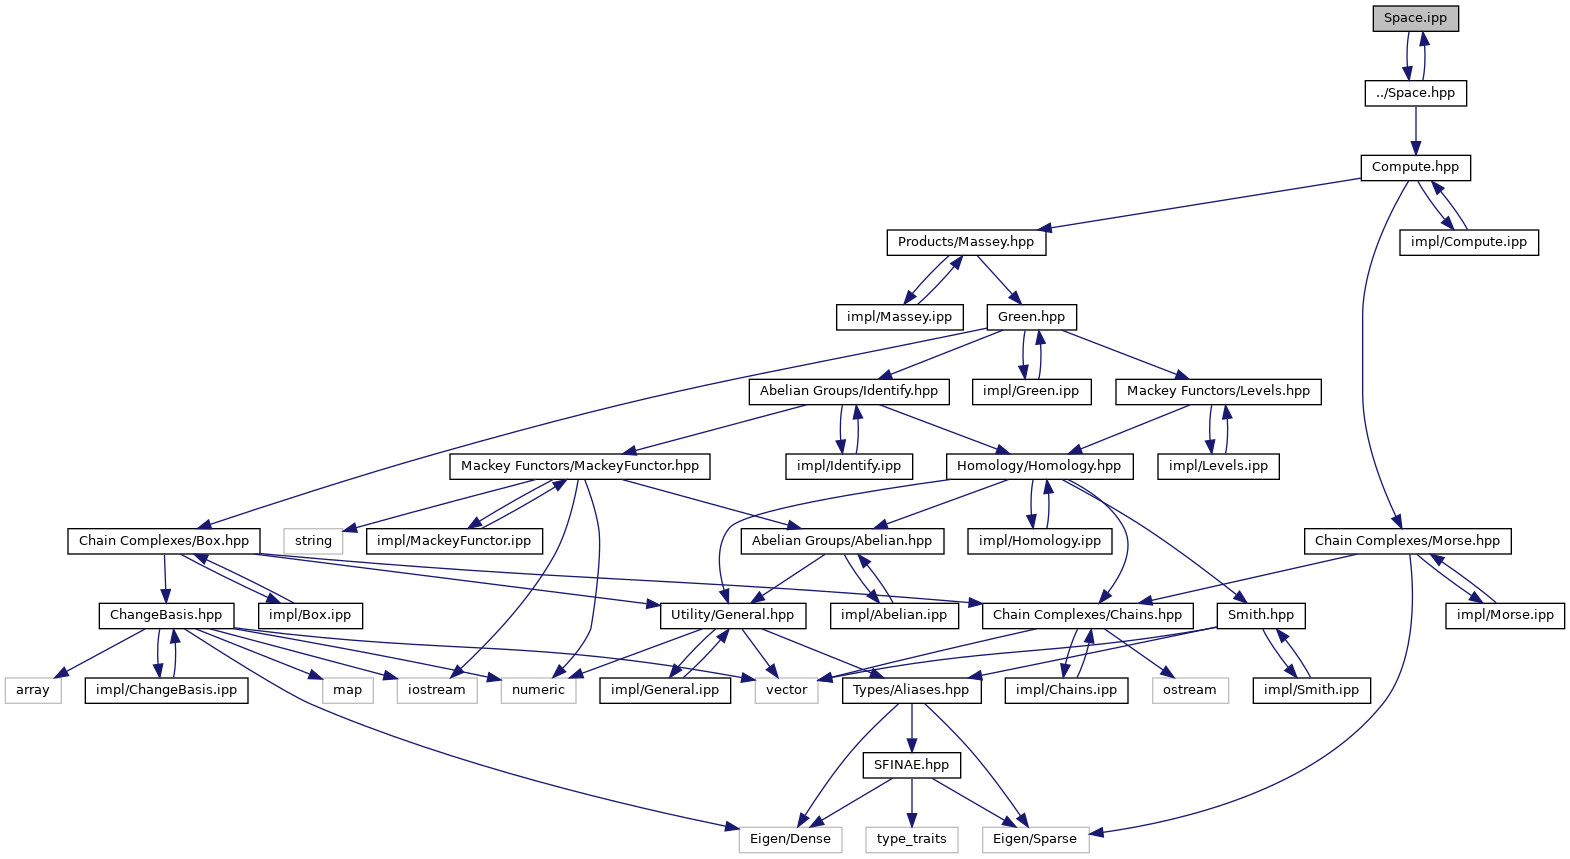 Space.ipp
../Space.hpp
Compute.hpp
Products/Massey.hpp
impl/Compute.ipp
impl/Massey.ipp
Green.hpp
Abelian Groups/Identify.hpp
impl/Green.ipp
Mackey Functors/Levels.hpp
Mackey Functors/MackeyFunctor.hpp
impl/Identify.ipp
Homology/Homology.hpp
impl/Levels.ipp
Chain Complexes/Box.hpp
string
impl/MackeyFunctor.ipp
Abelian Groups/Abelian.hpp
impl/Homology.ipp
Chain Complexes/Morse.hpp
ChangeBasis.hpp
impl/Box.ipp
Utility/General.hpp
impl/Abelian.ipp
Chain Complexes/Chains.hpp
Smith.hpp
impl/Morse.ipp
array
impl/ChangeBasis.ipp
map
iostream
numeric
impl/General.ipp
vector
Types/Aliases.hpp
impl/Chains.ipp
ostream
impl/Smith.ipp
SFINAE.hpp
Eigen/Dense
type_traits
Eigen/Sparse